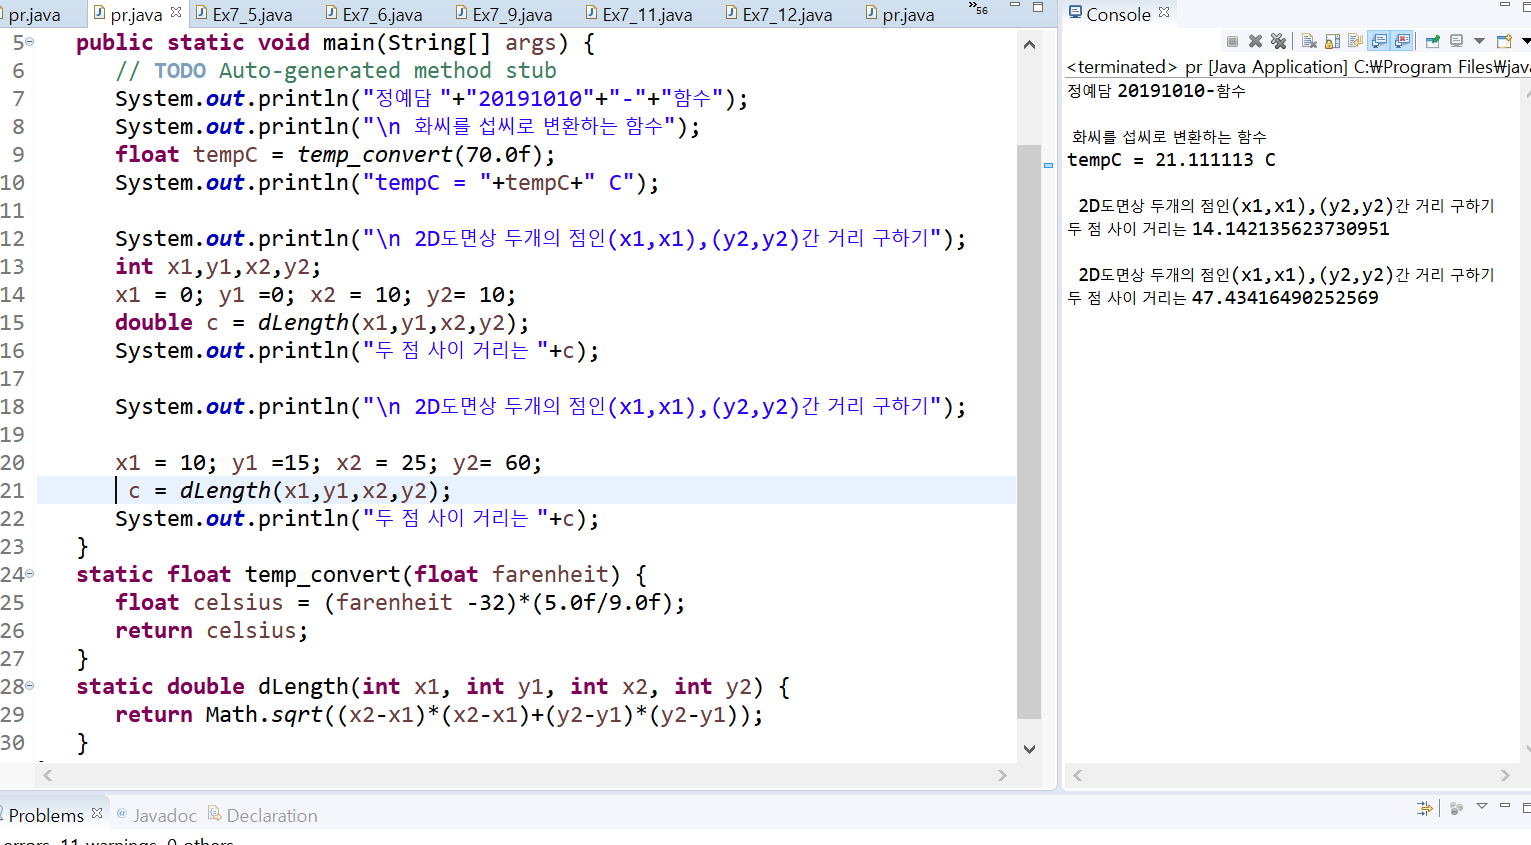 pr.java pr.java Ex7_5.java Ex7_6.java Ex7_9.java Ex7_11.java Ex7_12.java pr.java »56
5 public static void main(String[] args) {
6 // TODO Auto-generated method stub
7 System.out.println("정예담 "+"20191010"+"-"+"함수");
8 System.out.println("\n 화씨를 섭씨로 변환하는 함수");
9 float tempC = temp_convert(70.0f);
10 System.out.println("tempC = "+tempC+" C");
11
12 System.out.println("\n 2D도면상 두개의 점인(x1,x1),(y2,y2)간 거리 구하기");
13 int x1,y1,x2,y2;
14 x1 = 0; y1 =0; x2 = 10; y2= 10;
15 double c = dLength(x1,y1,x2,y2);
16 System.out.println("두 점 사이 거리는 "+c);
17
18 System.out.println("\n 2D도면상 두개의 점인(x1,x1),(y2,y2)간 거리 구하기");
19
20 x1 = 10; y1 =15; x2 = 25; y2= 60;
21 c = dLength(x1,y1,x2,y2);
22 System.out.println("두 점 사이 거리는 "+c);
23 }
24 static float temp_convert(float farenheit) {
25 float celsius = (farenheit -32)*(5.0f/9.0f);
26 return celsius;
27 }
28 static double dLength(int x1, int y1, int x2, int y2) {
29 return Math.sqrt((x2-x1)*(x2-x1)+(y2-y1)*(y2-y1));
30 }
Console
<terminated> pr [Java Application] C:₩Program Files₩java
정예담 20191010-함수
화씨를 섭씨로 변환하는 함수
tempC = 21.111113 C
2D도면상 두개의 점인(x1,x1),(y2,y2)간 거리 구하기
두 점 사이 거리는 14.142135623730951
2D도면상 두개의 점인(x1,x1),(y2,y2)간 거리 구하기
두 점 사이 거리는 47.43416490252569
Problems @ Javadoc Declaration
errors, 11 warnings, 0 others